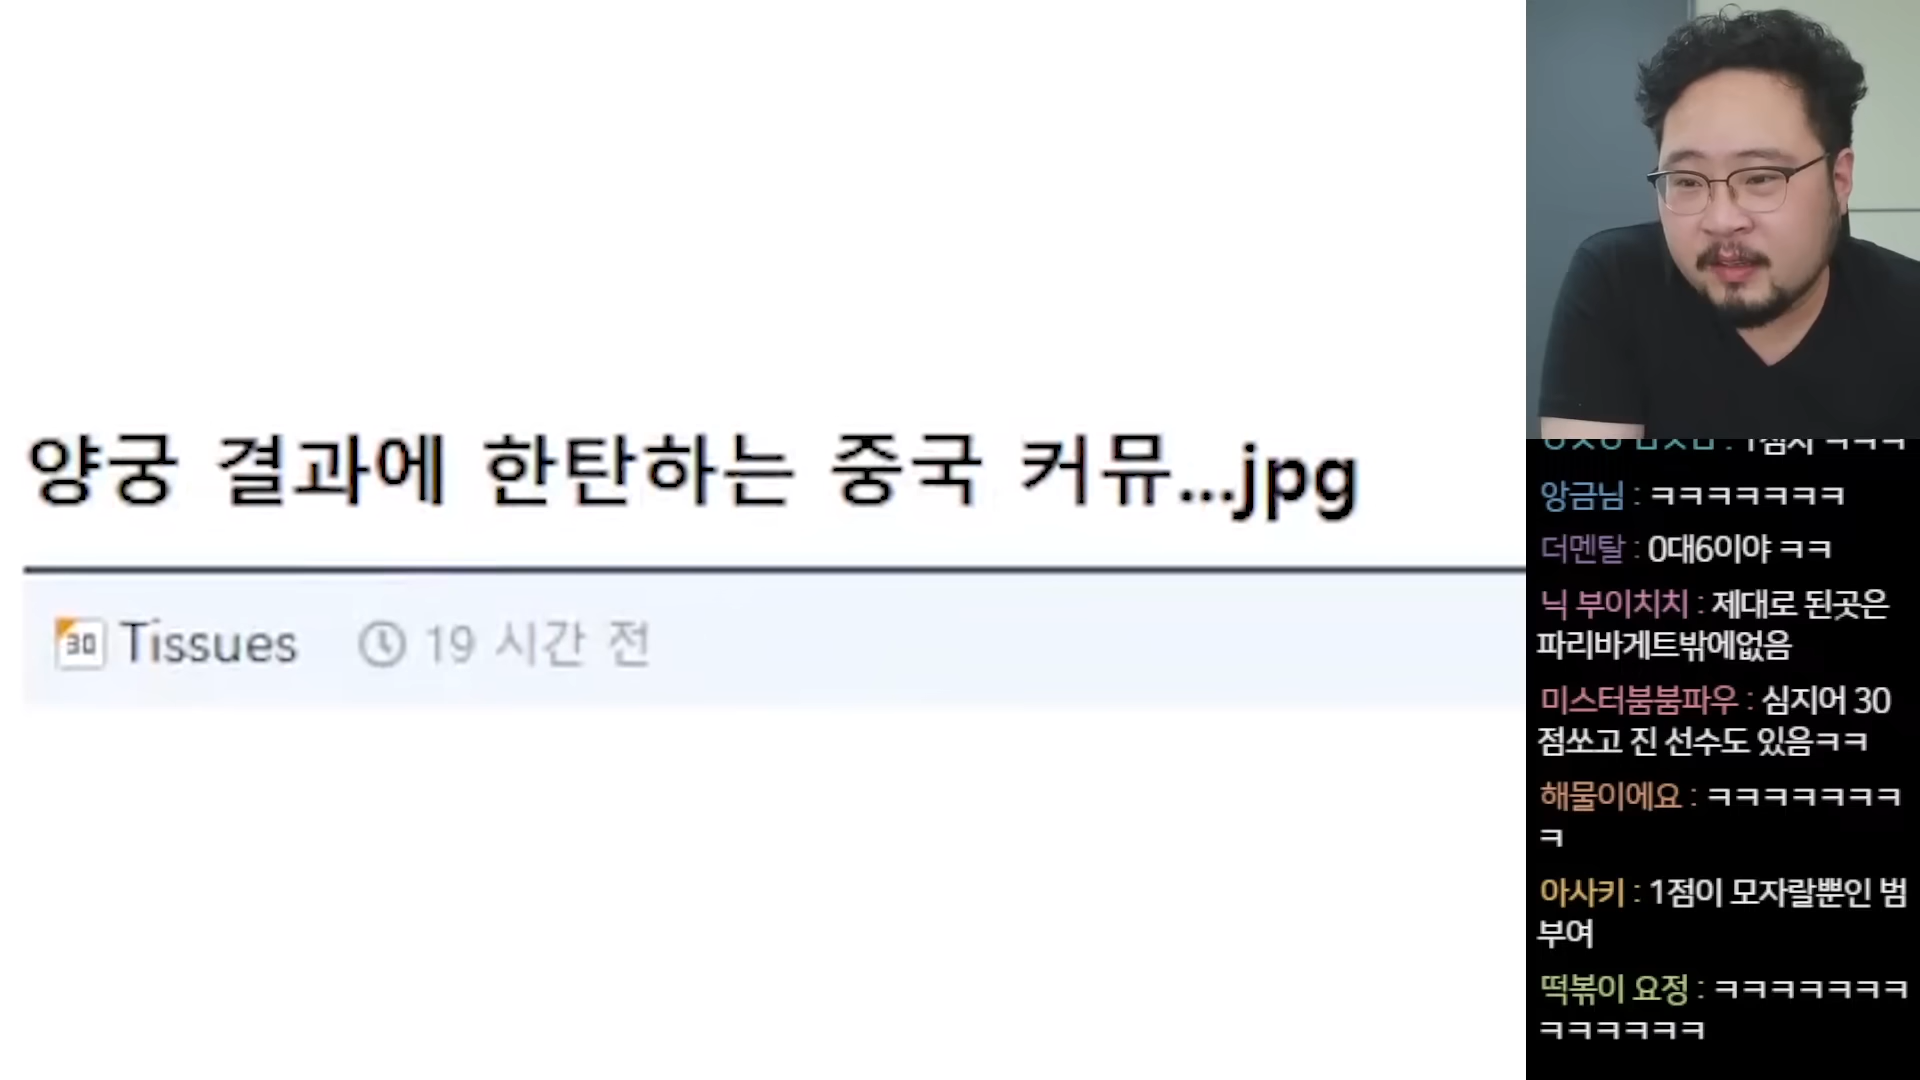 양궁 결과에 한탄하는 중국 커뮤...jpg
30 Tissues 19 시간 전
앙금님 : ㅋㅋㅋㅋㅋㅋㅋ
더멘탈 : 0대6이야 ㅋㅋ
닉 부이치치 : 제대로 된곳은
파리바게트밖에없음
미스터붐붐파우 : 심지어 30
점쏘고 진 선수도 있음ㅋㅋ
해물이에요 : ㅋㅋㅋㅋㅋㅋㅋ
ㅋ
아사키 : 1점이 모자랄뿐인 범
부여
떡볶이 요정 : ㅋㅋㅋㅋㅋㅋㅋ
ㅋㅋㅋㅋㅋㅋ